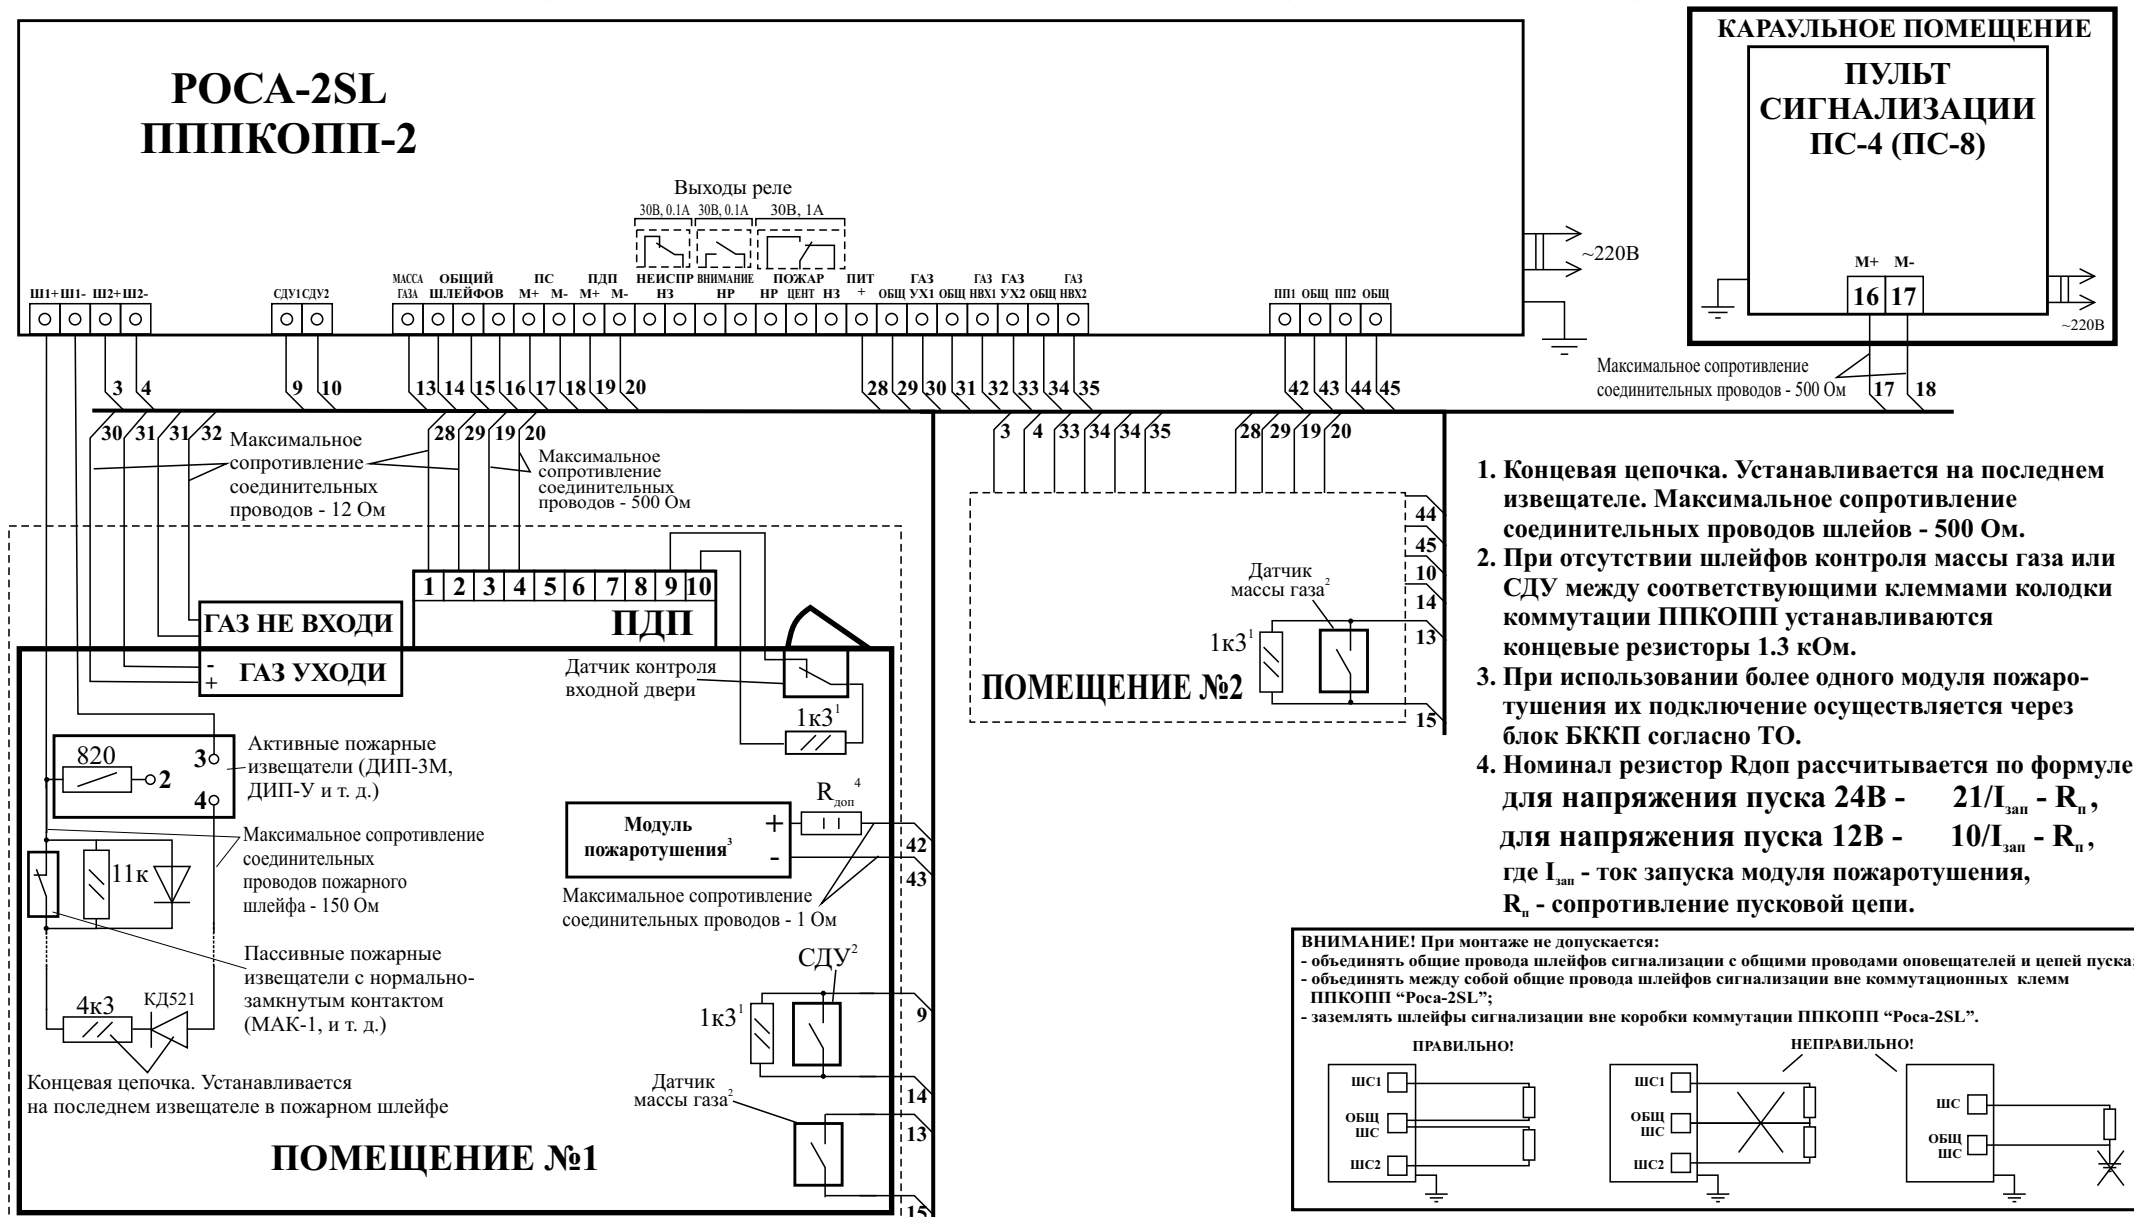 РОСА-2SL
ПППКОПП-2
Выходы реле
30В, 0.1А 30В, 0.1А 30В, 1А
МАССА ГАЗА
ОБЩИЙ ШЛЕЙФОВ
ПС
М+ М-
ПДП
М+ М-
НЕИСПР
НЗ
ВНИМАНИЕ
НР
ПОЖАР
НР ЦЕНТ НЗ
ПИТ
+
ОБЩ
ГАЗ
УХ1
ОБЩ
ГАЗ
НВХ1
ГАЗ
УХ2
ОБЩ
ГАЗ
НВХ2
Ш1+ Ш1- Ш2+ Ш2-
СДУ1 СДУ2
ПП1 ОБЩ ПП2 ОБЩ
~220В
КАРАУЛЬНОЕ ПОМЕЩЕНИЕ
ПУЛЬТ
СИГНАЛИЗАЦИИ
ПС-4 (ПС-8)
М+ М-
16 17
~220В
Максимальное сопротивление
соединительных проводов - 500 Ом
17 18
3 4 9 10 13 14 15 16 17 18 19 20 28 29 30 31 32 33 34 35 42 43 44 45
30 31 31 32 28 29 19 20 3 4 33 34 34 35 28 29 19 20
Максимальное
сопротивление
соединительных
проводов - 12 Ом
Максимальное
сопротивление
соединительных
проводов - 500 Ом
1 2 3 4 5 6 7 8 9 10
ПДП
ГАЗ НЕ ВХОДИ
- ГАЗ УХОДИ
+
Датчик контроля
входной двери
1к3¹
820
2
3
4
Активные пожарные
извещатели (ДИП-3М,
ДИП-У и т. д.)
Максимальное сопротивление
соединительных
проводов пожарного
шлейфа - 150 Ом
11к
Пассивные пожарные
извещатели с нормально-
замкнутым контактом
(МАК-1, и т. д.)
4к3
КД521
Концевая цепочка. Устанавливается
на последнем извещателе в пожарном шлейфе
Rдоп ⁴
Модуль
пожаротушения³
+
-
42
43
Максимальное сопротивление
соединительных проводов - 1 Ом
СДУ²
1к3¹
9
14
Датчик
массы газа²
13
15
ПОМЕЩЕНИЕ №1
Датчик
массы газа²
1к3¹
ПОМЕЩЕНИЕ №2
44
45
10
14
13
15
1. Концевая цепочка. Устанавливается на последнем
извещателе. Максимальное сопротивление
соединительных проводов шлейов - 500 Ом.
2. При отсутствии шлейфов контроля массы газа или
СДУ между соответствующими клеммами колодки
коммутации ППКОПП устанавливаются
концевые резисторы 1.3 кОм.
3. При использовании более одного модуля пожаро-
тушения их подключение осуществляется через
блок БККП согласно ТО.
4. Номинал резистор Rдоп рассчитывается по формуле
для напряжения пуска 24В - 21/Iзап - Rп,
для напряжения пуска 12В - 10/Iзап - Rп,
где Iзап - ток запуска модуля пожаротушения,
Rп - сопротивление пусковой цепи.
ВНИМАНИЕ! При монтаже не допускается:
- объединять общие провода шлейфов сигнализации с общими проводами оповещателей и цепей пуска;
- объединять между собой общие провода шлейфов сигнализации вне коммутационных клемм
ППКОПП “Роса-2SL”;
- заземлять шлейфы сигнализации вне коробки коммутации ППКОПП “Роса-2SL”.
ПРАВИЛЬНО!
НЕПРАВИЛЬНО!
ШС1
ОБЩ
ШС
ШС2
ШС1
ОБЩ
ШС
ШС2
ШС
ОБЩ
ШС